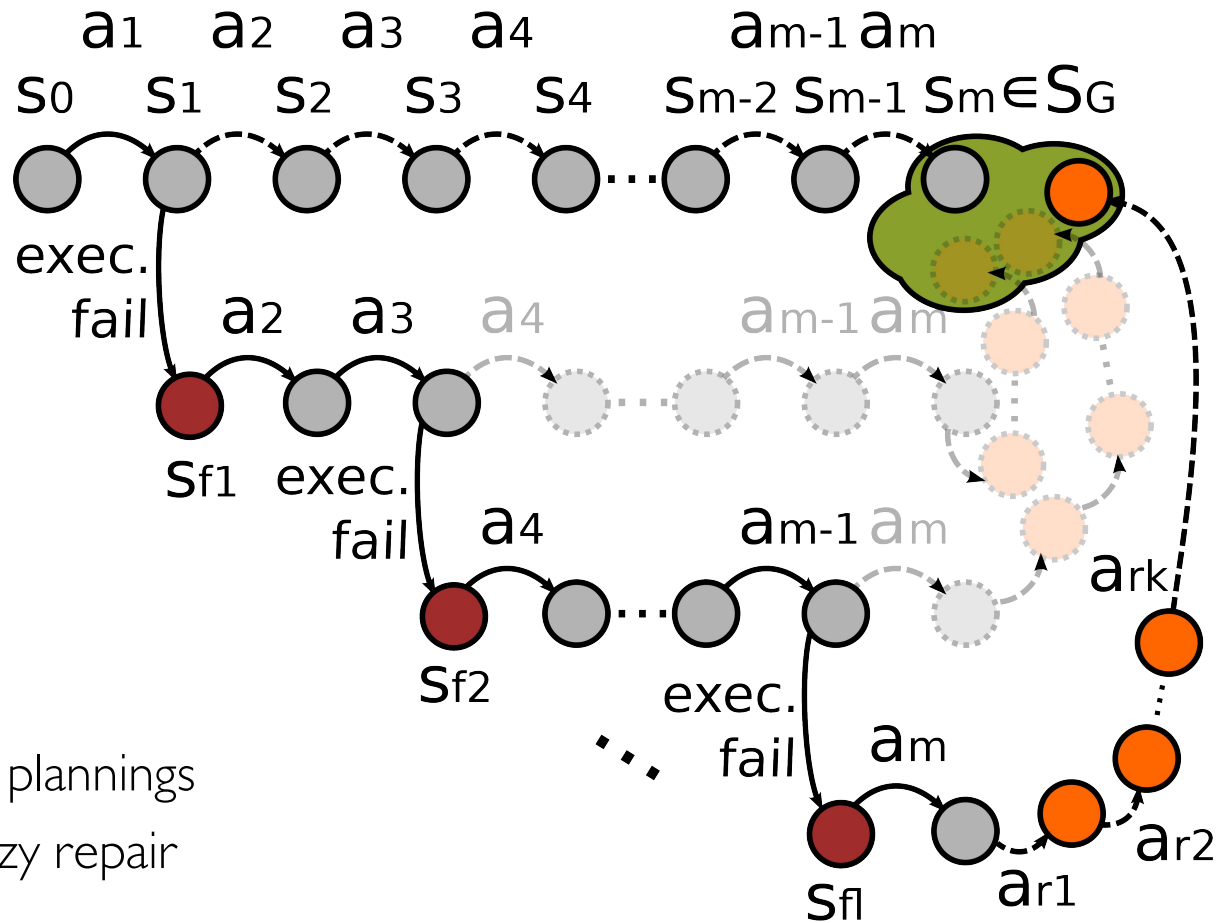 a1 a2 a3 a4 am-1 am
s0 s1 s2 s3 s4 sm-2 sm-1 sm∈SG
...
exec.
fail
a2 a3 a4 am-1 am
...
sf1
exec.
fail
a4 am-1 am
...
ark
sf2
exec.
fail
am
plannings
zy repair
ar2
ar1
sfl